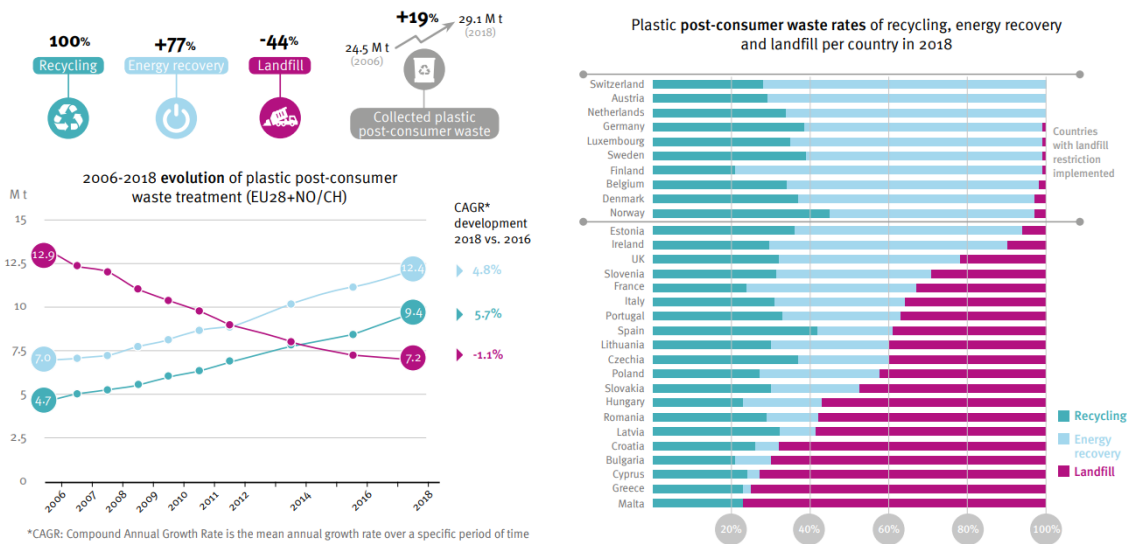 100%
Recycling
+77%
Energy recovery
-44%
Landfill
+19%
24.5 M t
(2006)
29.1 M t
(2018)
Collected plastic
post-consumer waste
2006-2018 evolution of plastic post-consumer
waste treatment (EU28+NO/CH)
M t
15
12.5
10
7.5
5
2.5
0
12.9
7.0
4.7
12.4
9.4
7.2
2006
2007
2008
2009
2010
2011
2012
2014
2016
2018
CAGR*
development
2018 vs. 2016
4.8%
5.7%
-1.1%
*CAGR: Compound Annual Growth Rate is the mean annual growth rate over a specific period of time
Plastic post-consumer waste rates of recycling, energy recovery
and landfill per country in 2018
Switzerland
Austria
Netherlands
Germany
Luxembourg
Sweden
Finland
Belgium
Denmark
Norway
Countries
with landfill
restriction
implemented
Estonia
Ireland
UK
Slovenia
France
Italy
Portugal
Spain
Lithuania
Czechia
Poland
Slovakia
Hungary
Romania
Latvia
Croatia
Bulgaria
Cyprus
Greece
Malta
Recycling
Energy
recovery
Landfill
20%
40%
60%
80%
100%